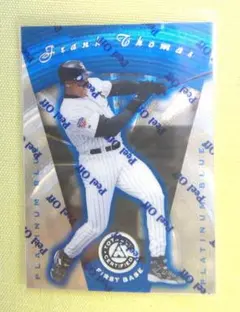 Frank Thomas
Peel Off
Peel Off
Peel Off
Peel Off
Peel Off
Peel Off
Peel Off
Peel Off
PLATINUM BLUE
PLATINUM BLUE
TOTALLY
CERTIFIED
FIRST BASE